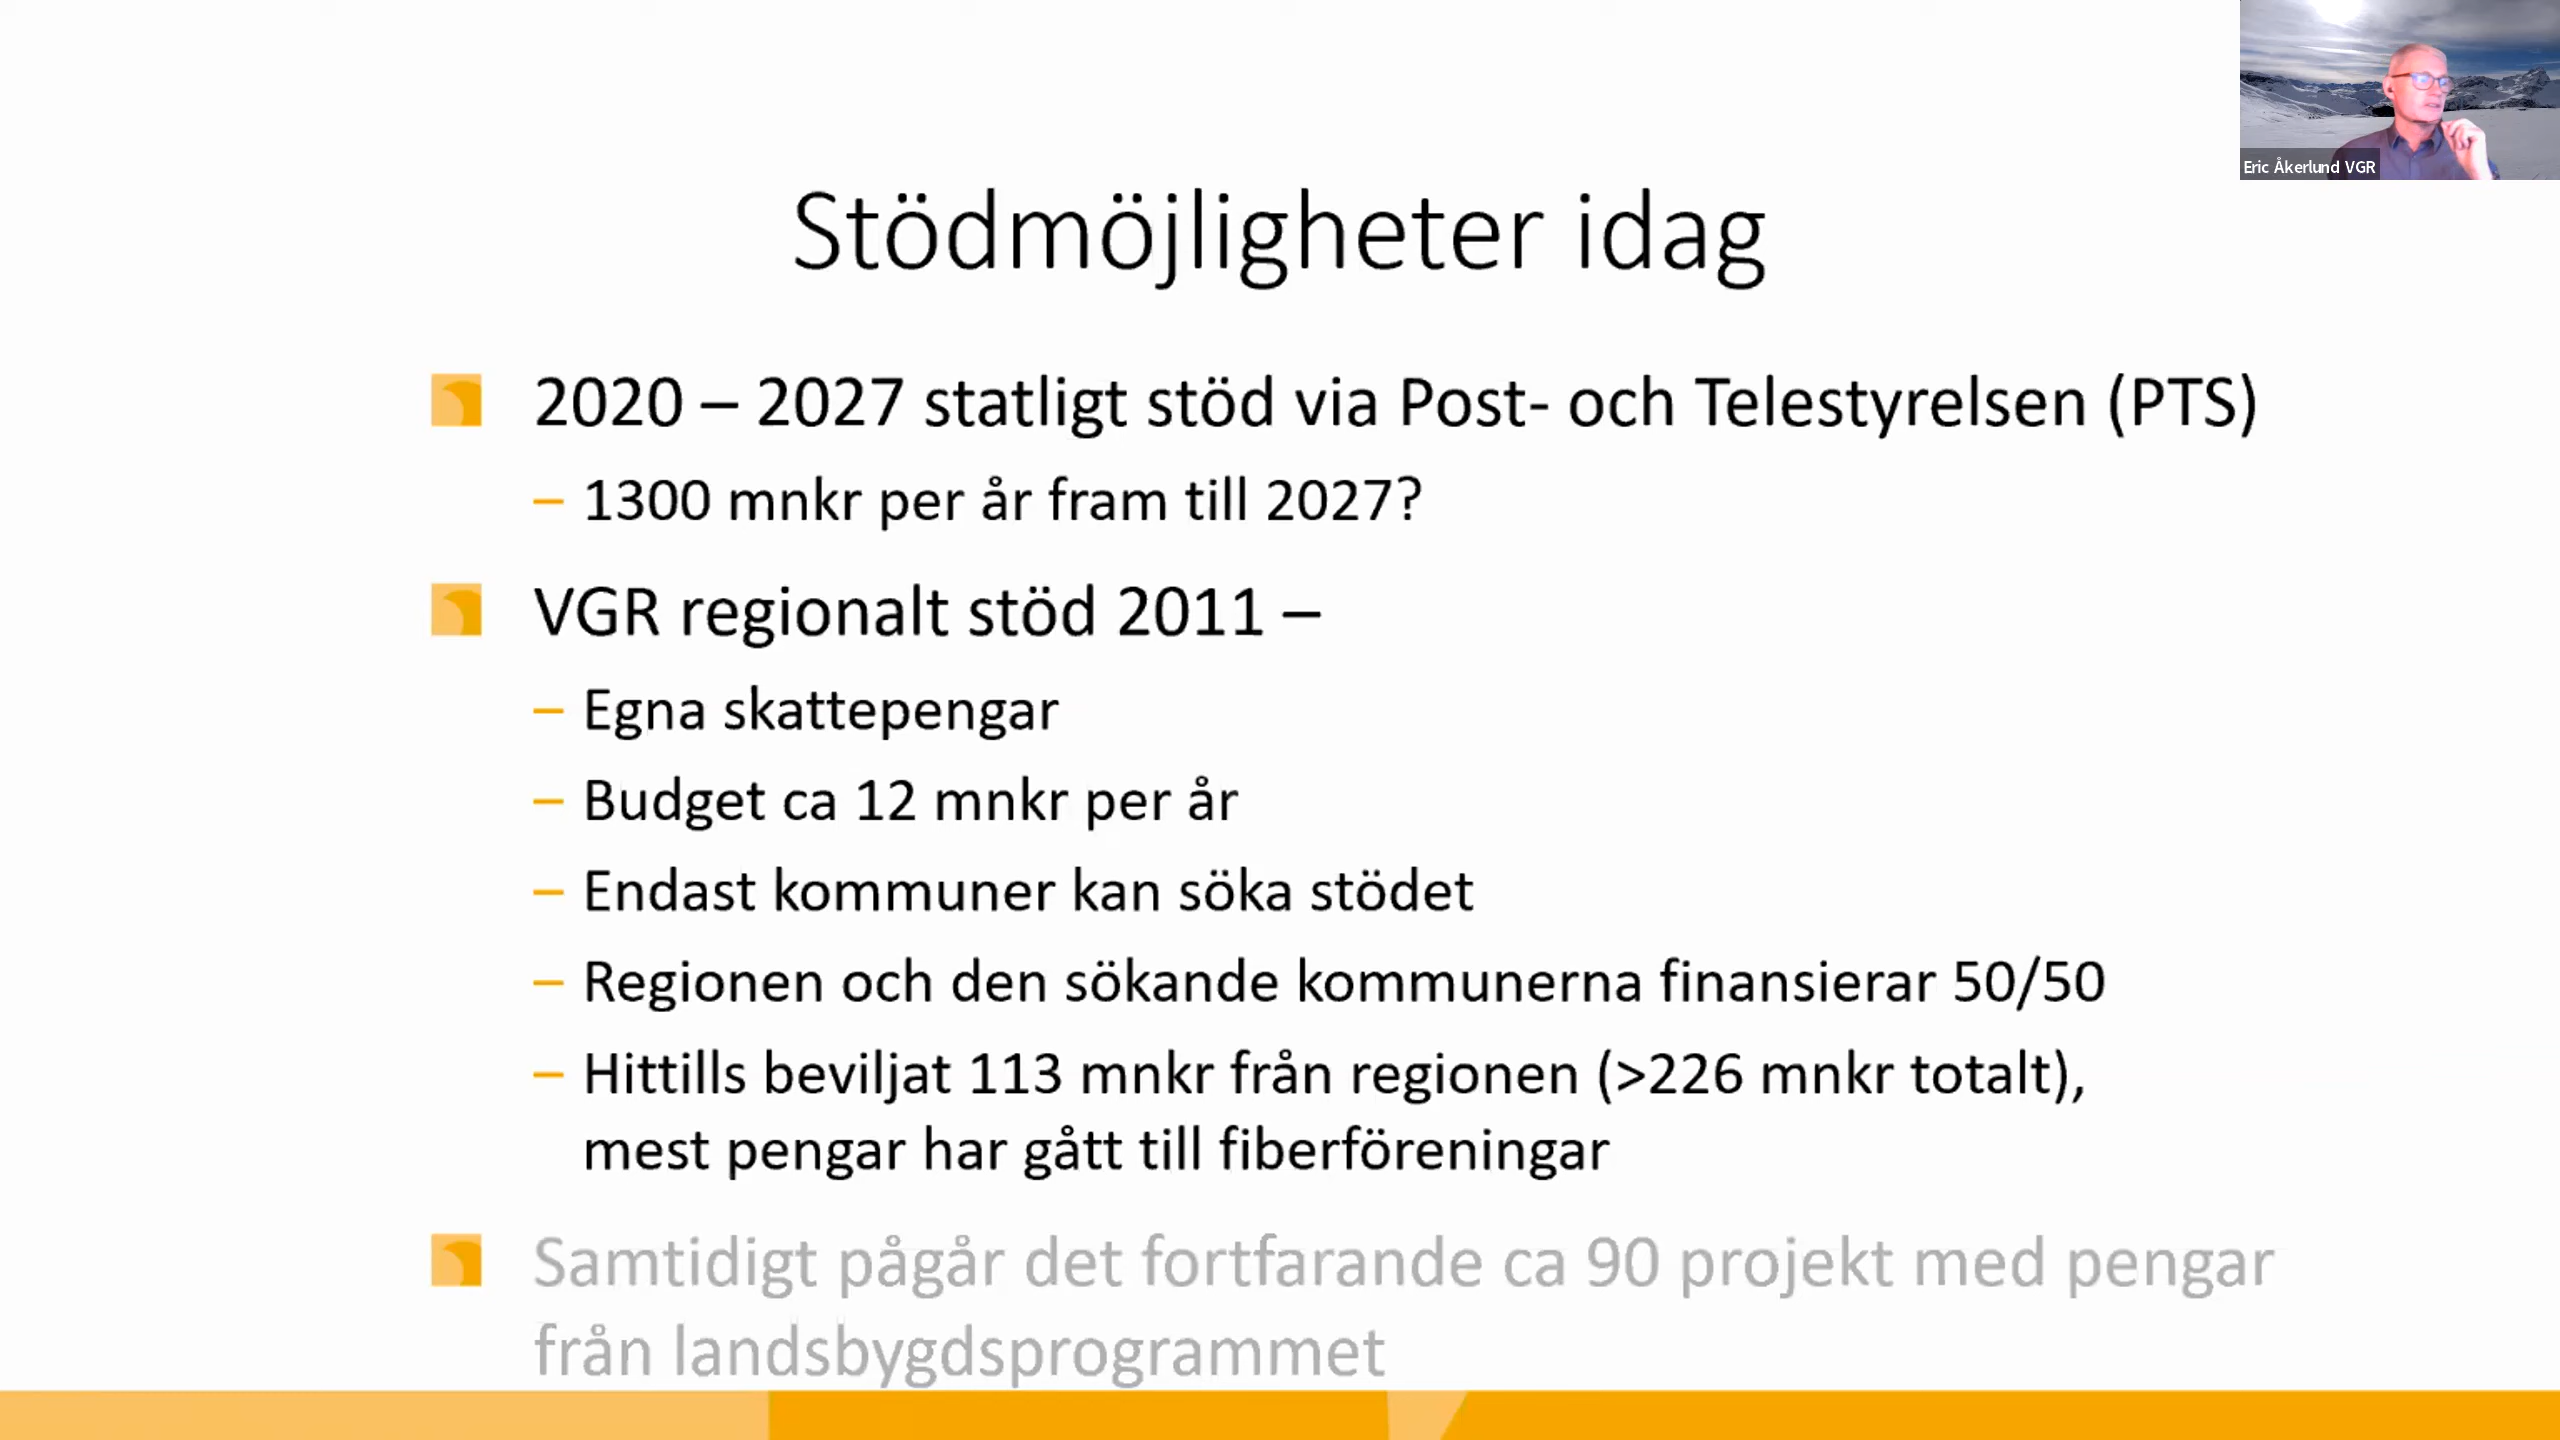 Eric Åkerlund VGR
Stödmöjligheter idag
2020 – 2027 statligt stöd via Post- och Telestyrelsen (PTS)
– 1300 mnkr per år fram till 2027?
VGR regionalt stöd 2011 –
– Egna skattepengar
– Budget ca 12 mnkr per år
– Endast kommuner kan söka stödet
– Regionen och den sökande kommunerna finansierar 50/50
– Hittills beviljat 113 mnkr från regionen (>226 mnkr totalt),
mest pengar har gått till fiberföreningar
Samtidigt pågår det fortfarande ca 90 projekt med pengar
från landsbygdsprogrammet